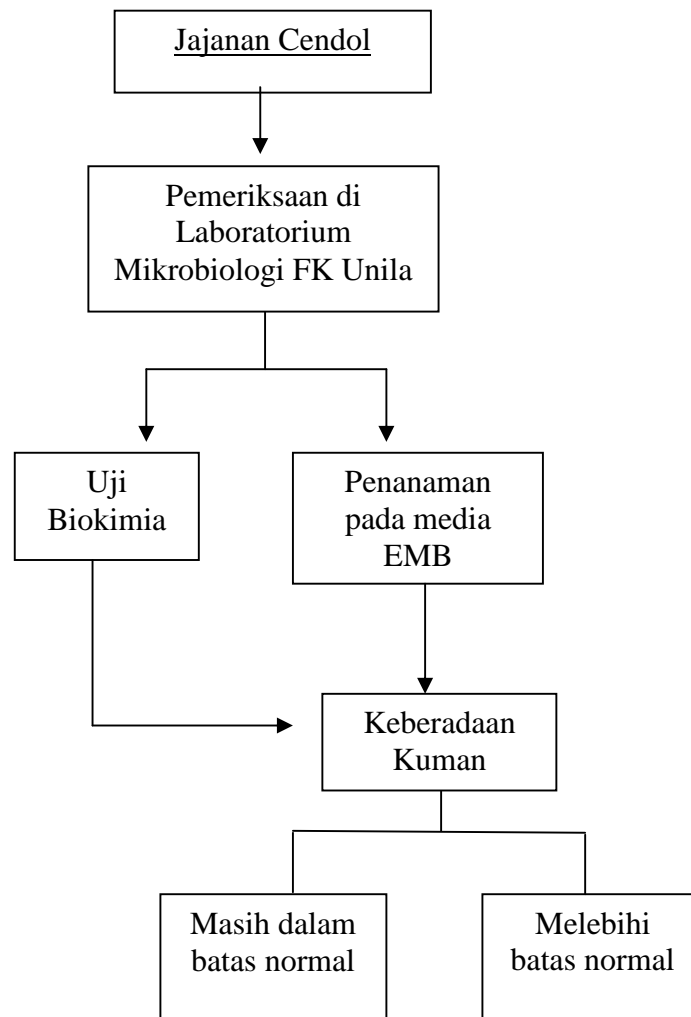 Jajanan Cendol
Pemeriksaan di
Laboratorium
Mikrobiologi FK Unila
Uji
Biokimia
Penanaman
pada media
EMB
Keberadaan
Kuman
Masih dalam
batas normal
Melebihi
batas normal